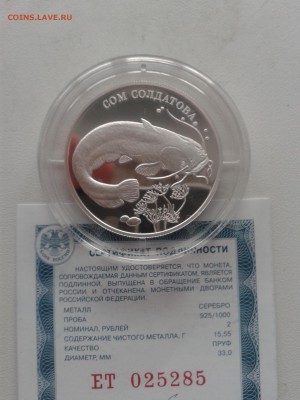 COINS.LAVE.RU
СОМ СОЛДАТОВА
СЕРТИФИКАТ ПОДЛИННОСТИ
НАСТОЯЩИМ УДОСТОВЕРЯЕТСЯ, ЧТО МОНЕТА,
СОПРОВОЖДАЕМАЯ ДАННЫМ СЕРТИФИКАТОМ, ЯВЛЯЕТСЯ
ПОДЛИННОЙ, ВЫПУЩЕНА В ОБРАЩЕНИЕ БАНКОМ
РОССИИ И ОТЧЕКАНЕНА МОНЕТНЫМИ ДВОРАМИ
РОССИЙСКОЙ ФЕДЕРАЦИИ.
МЕТАЛЛ СЕРЕБРО
ПРОБА 925/1000
НОМИНАЛ, РУБЛЕЙ 2
СОДЕРЖАНИЕ ЧИСТОГО МЕТАЛЛА, Г 15,55
КАЧЕСТВО ПРУФ
ДИАМЕТР, ММ 33,0
ЕТ 025285